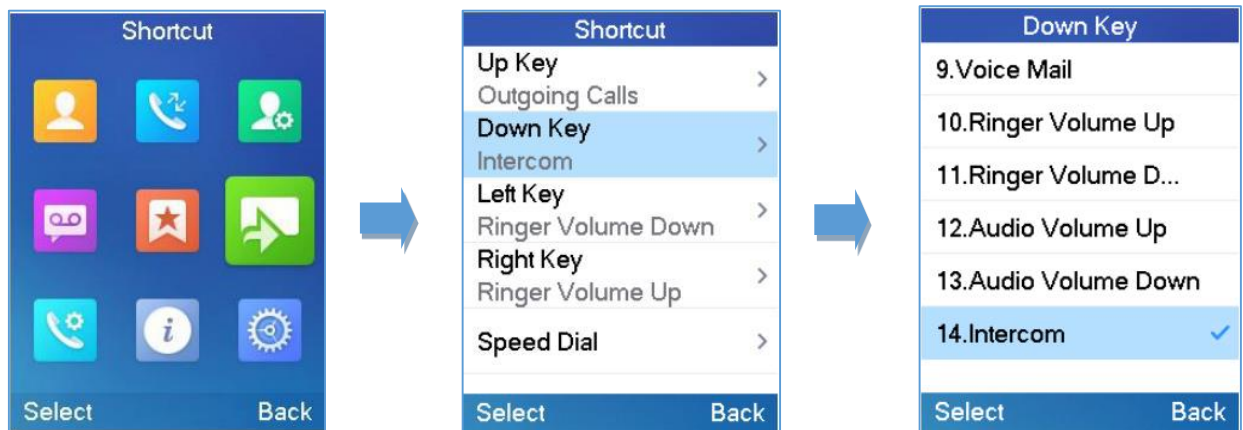 Shortcut
Select Back
Shortcut
Up Key
Outgoing Calls
Down Key
Intercom
Left Key
Ringer Volume Down
Right Key
Ringer Volume Up
Speed Dial
Select Back
Down Key
9.Voice Mail
10.Ringer Volume Up
11.Ringer Volume D...
12.Audio Volume Up
13.Audio Volume Down
14.Intercom
Select Back